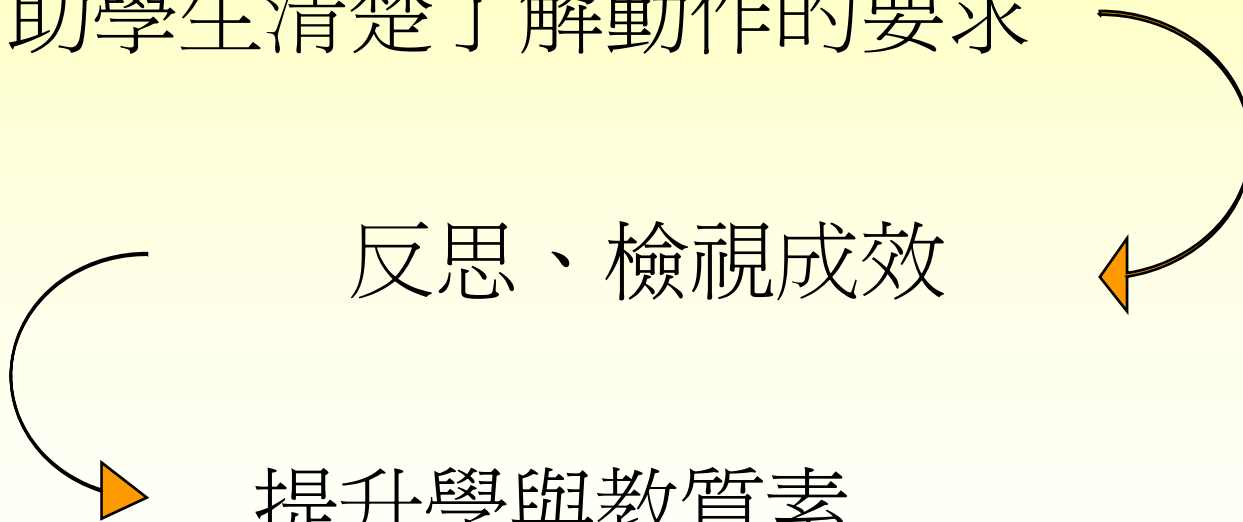 助學生清楚了解動作的要求
反思、檢視成效
提升學與教質素